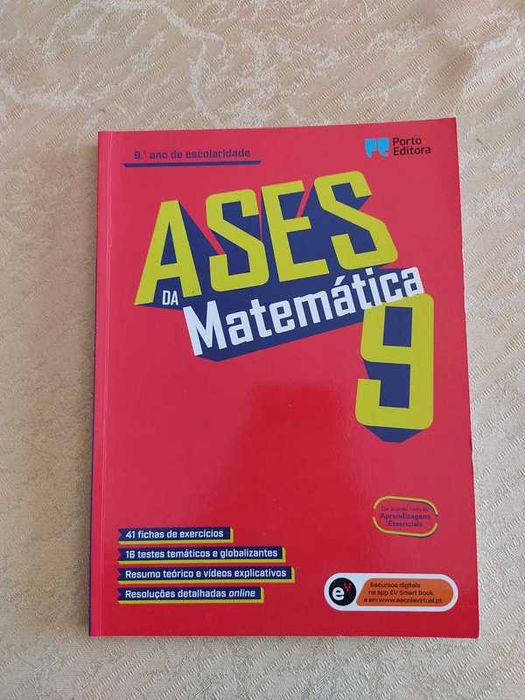 9.º ano de escolaridade
Porto
Editora
ASES
DA
Matemática
9
41 fichas de exercícios
16 testes temáticos e globalizantes
Resumo teórico e vídeos explicativos
Resoluções detalhadas online
De acordo com as
Aprendizagens
Essenciais
e
Recursos digitais
na app EV Smart Book
e em www.escolavirtual.pt